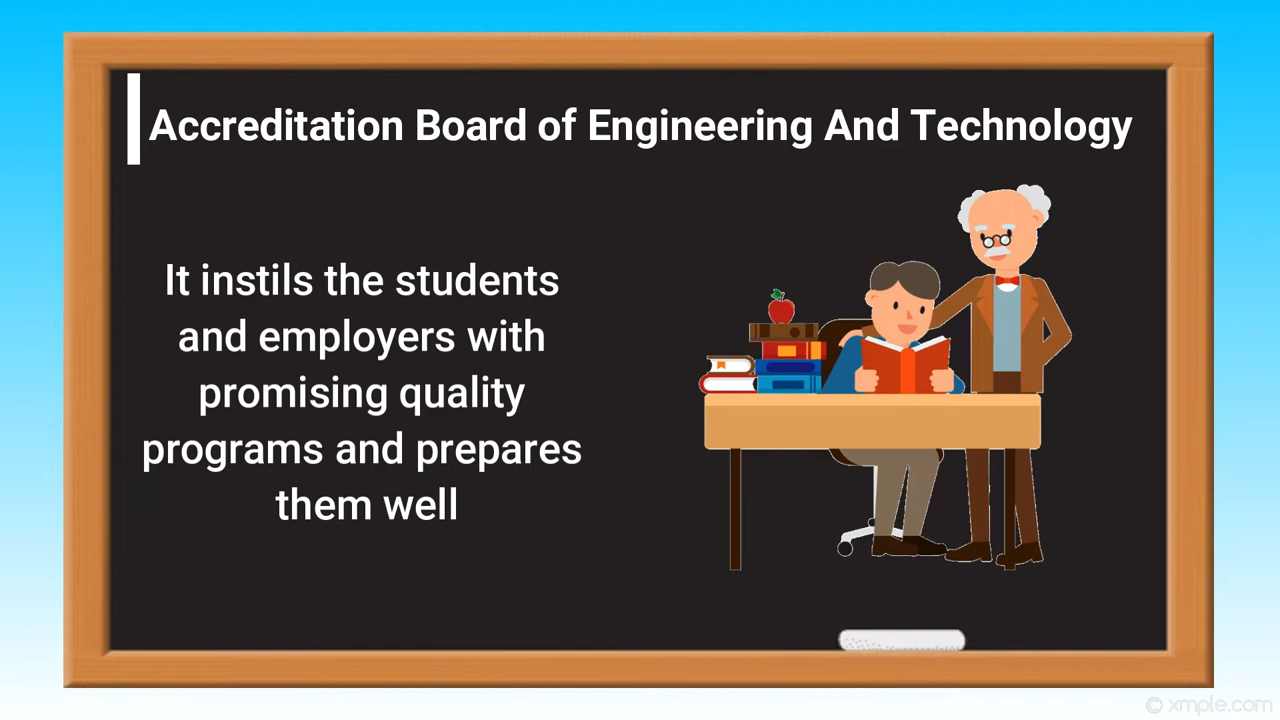 Accreditation Board of Engineering And Technology
It instils the students
and employers with
promising quality
programs and prepares
them well
© xmple.com